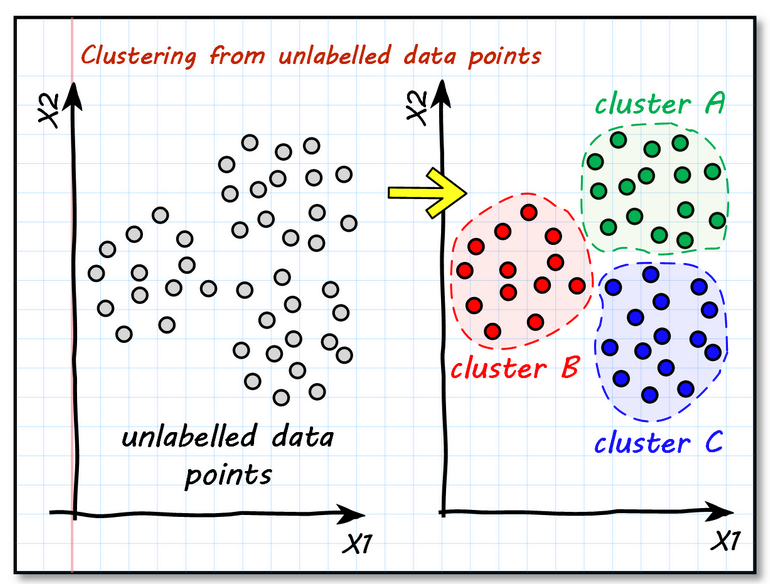 Clustering from unlabelled data points
X2
unlabelled data
points
X1
X2
cluster A
cluster B
cluster C
X1